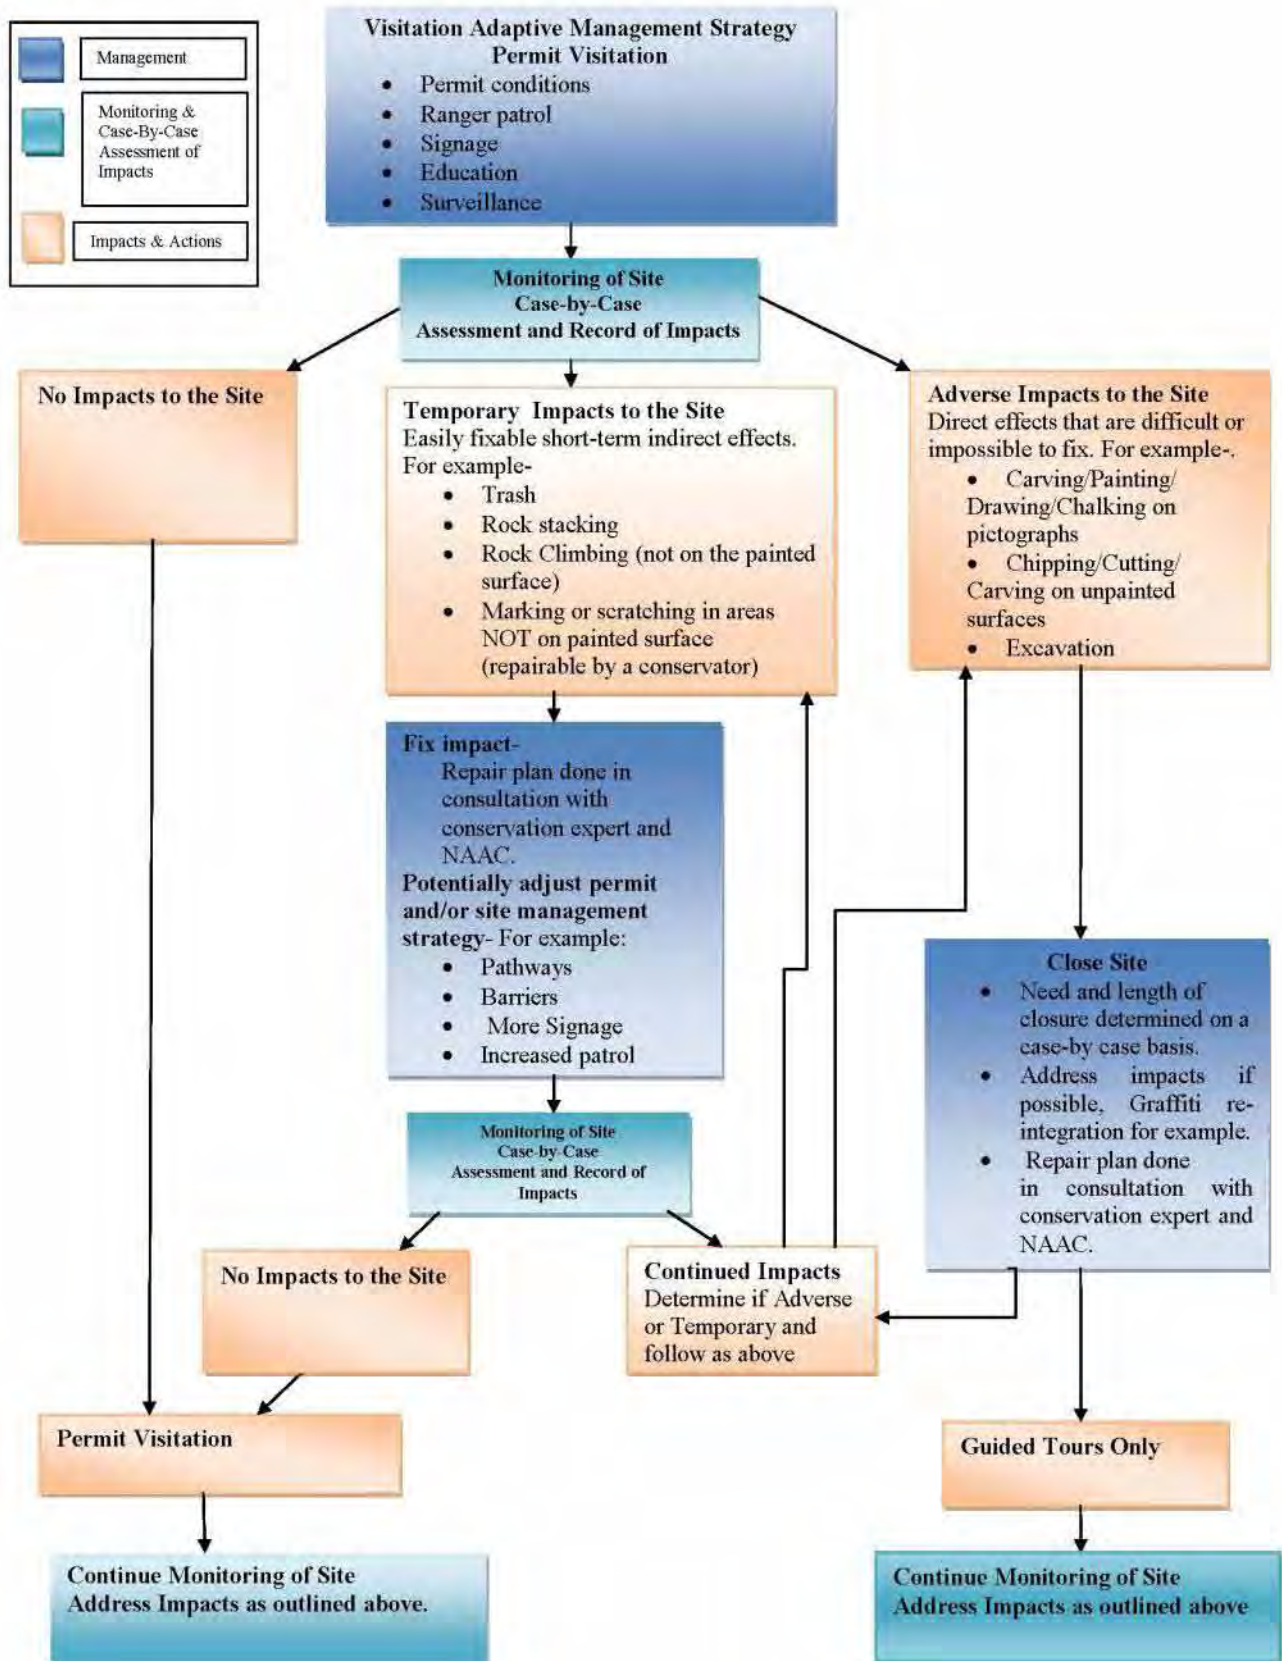 Management
Monitoring &
Case-By-Case
Assessment of
Impacts
Impacts & Actions
Visitation Adaptive Management Strategy
Permit Visitation
• Permit conditions
• Ranger patrol
• Signage
• Education
• Surveillance
Monitoring of Site
Case-by-Case
Assessment and Record of Impacts
No Impacts to the Site
Temporary Impacts to the Site
Easily fixable short-term indirect effects.
For example-
• Trash
• Rock stacking
• Rock Climbing (not on the painted
surface)
• Marking or scratching in areas
NOT on painted surface
(repairable by a conservator)
Adverse Impacts to the Site
Direct effects that are difficult or
impossible to fix. For example-.
• Carving/Painting/
Drawing/Chalking on
pictographs
• Chipping/Cutting/
Carving on unpainted
surfaces
• Excavation
Fix impact-
Repair plan done in
consultation with
conservation expert and
NAAC.
Potentially adjust permit
and/or site management
strategy- For example:
• Pathways
• Barriers
• More Signage
• Increased patrol
Close Site
• Need and length of
closure determined on a
case-by case basis.
• Address impacts if
possible, Graffiti re-
integration for example.
• Repair plan done
in consultation with
conservation expert and
NAAC.
Monitoring of Site
Case-by-Case
Assessment and Record of
Impacts
No Impacts to the Site
Continued Impacts
Determine if Adverse
or Temporary and
follow as above
Permit Visitation
Guided Tours Only
Continue Monitoring of Site
Address Impacts as outlined above.
Continue Monitoring of Site
Address Impacts as outlined above